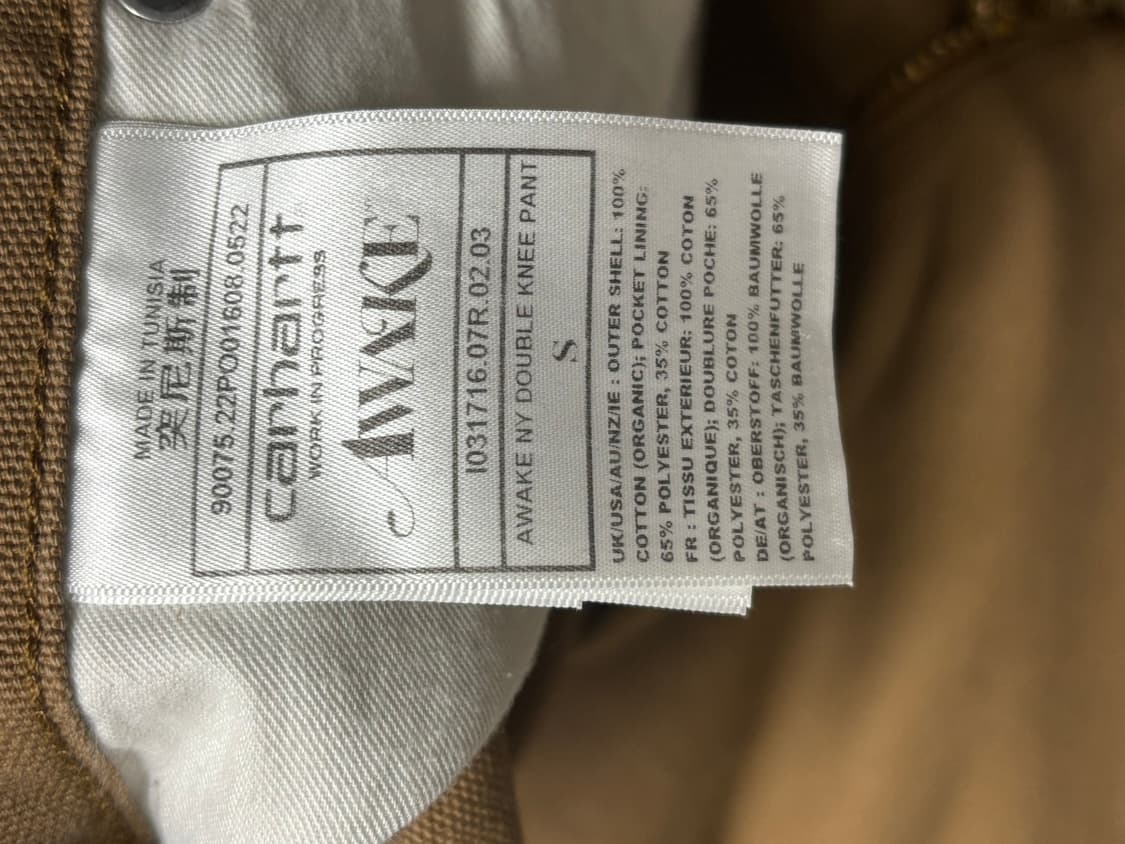 MADE IN TUNISIA
突尼斯制
90075.22PO001608.0522
carhartt
WORK IN PROGRESS
AWAKE
I031716.07R.02.03
AWAKE NY DOUBLE KNEE PANT
S
UK/USA/AU/NZ/IE : OUTER SHELL: 100%
COTTON (ORGANIC); POCKET LINING:
65% POLYESTER, 35% COTTON
FR : TISSU EXTERIEUR: 100% COTON
(ORGANIQUE); DOUBLURE POCHE: 65%
POLYESTER, 35% COTON
DE/AT : OBERSTOFF: 100% BAUMWOLLE
(ORGANISCH); TASCHENFUTTER: 65%
POLYESTER, 35% BAUMWOLLE